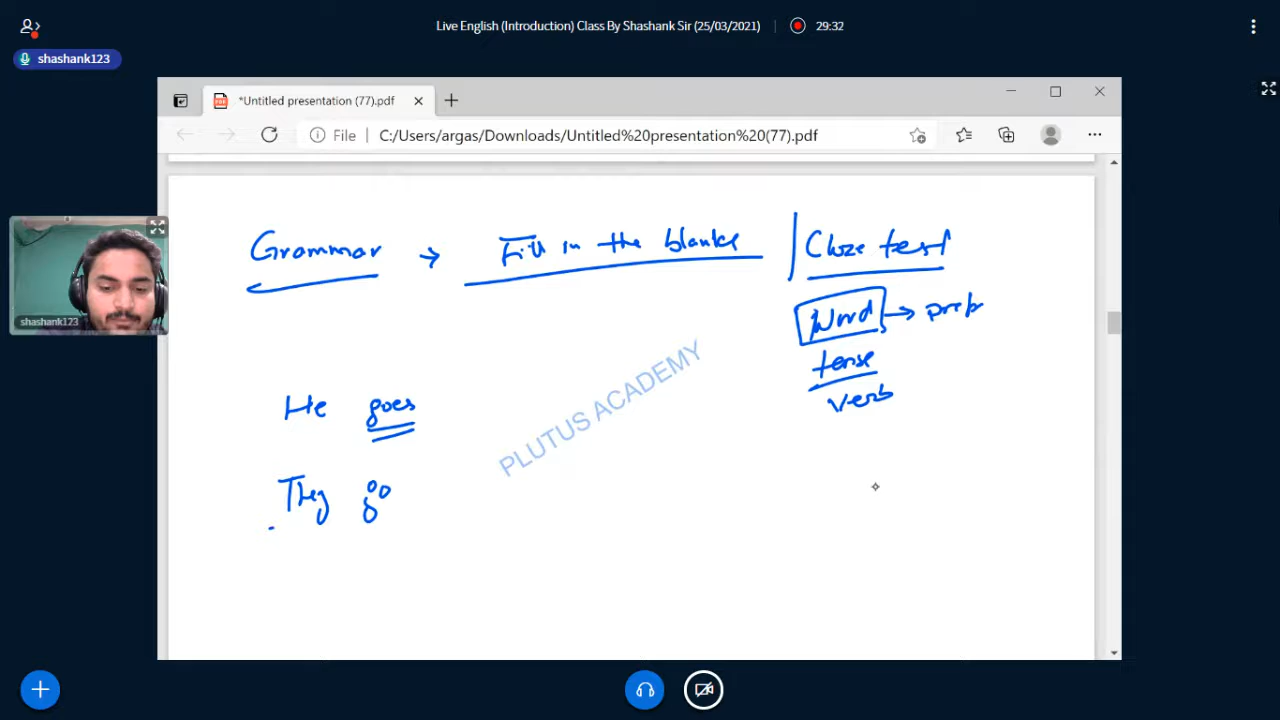 Live English (Introduction) Class By Shashank Sir (25/03/2021) 29:32
shashank123
*Untitled presentation (77).pdf
File C:/Users/argas/Downloads/Untitled%20presentation%20(77).pdf
Grammar → Fill in the blanks | Cloze test
Word → prep
tense
verb
He goes
They go
PLUTUS ACADEMY
shashank123